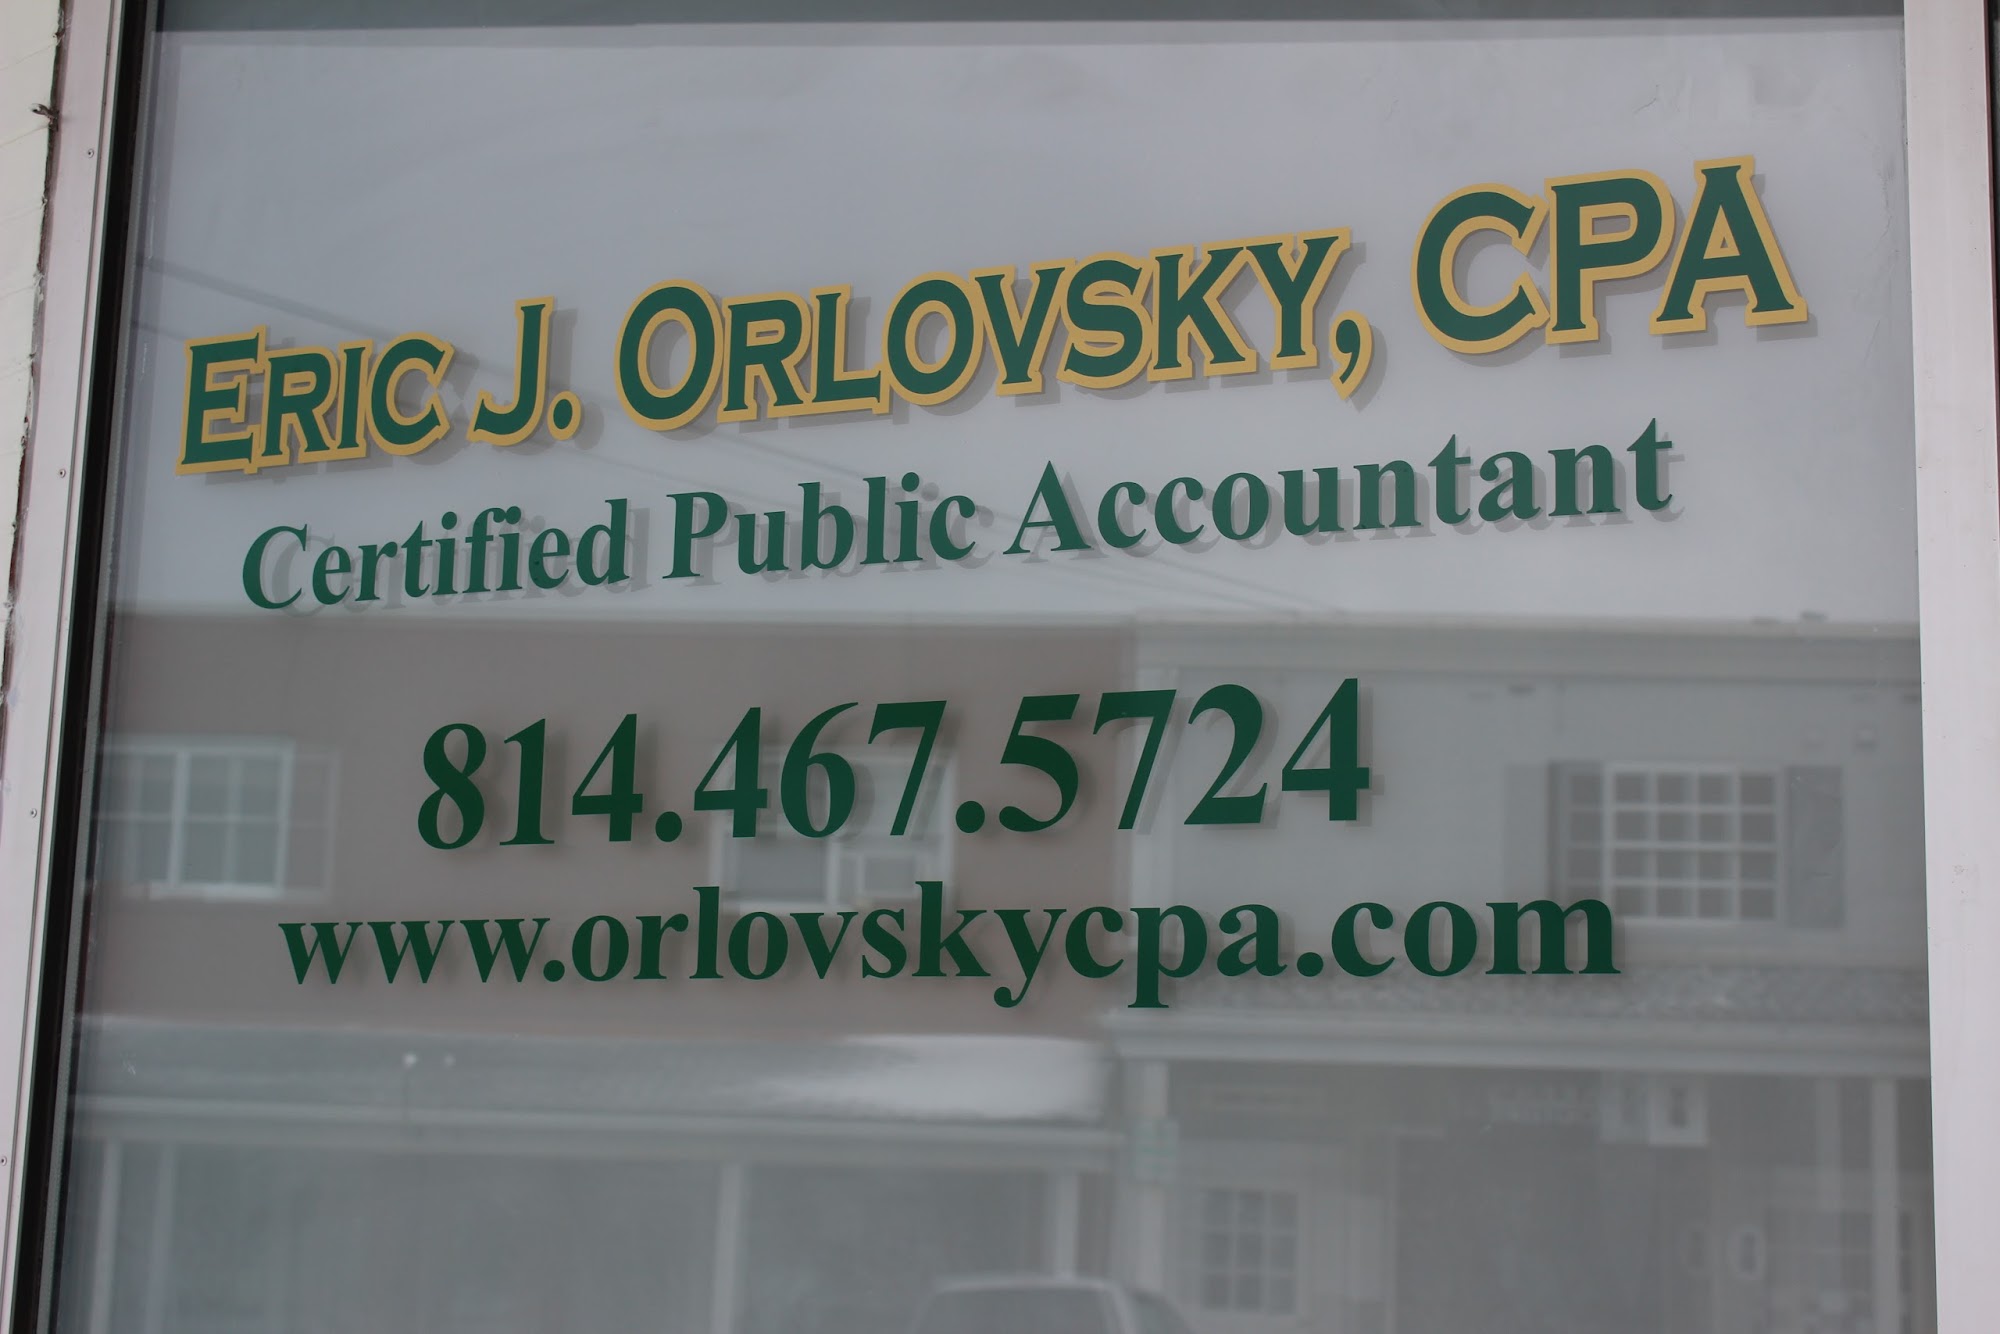 ERIC J. ORLOVSKY, CPA
Certified Public Accountant
814.467.5724
www.orlovskycpa.com